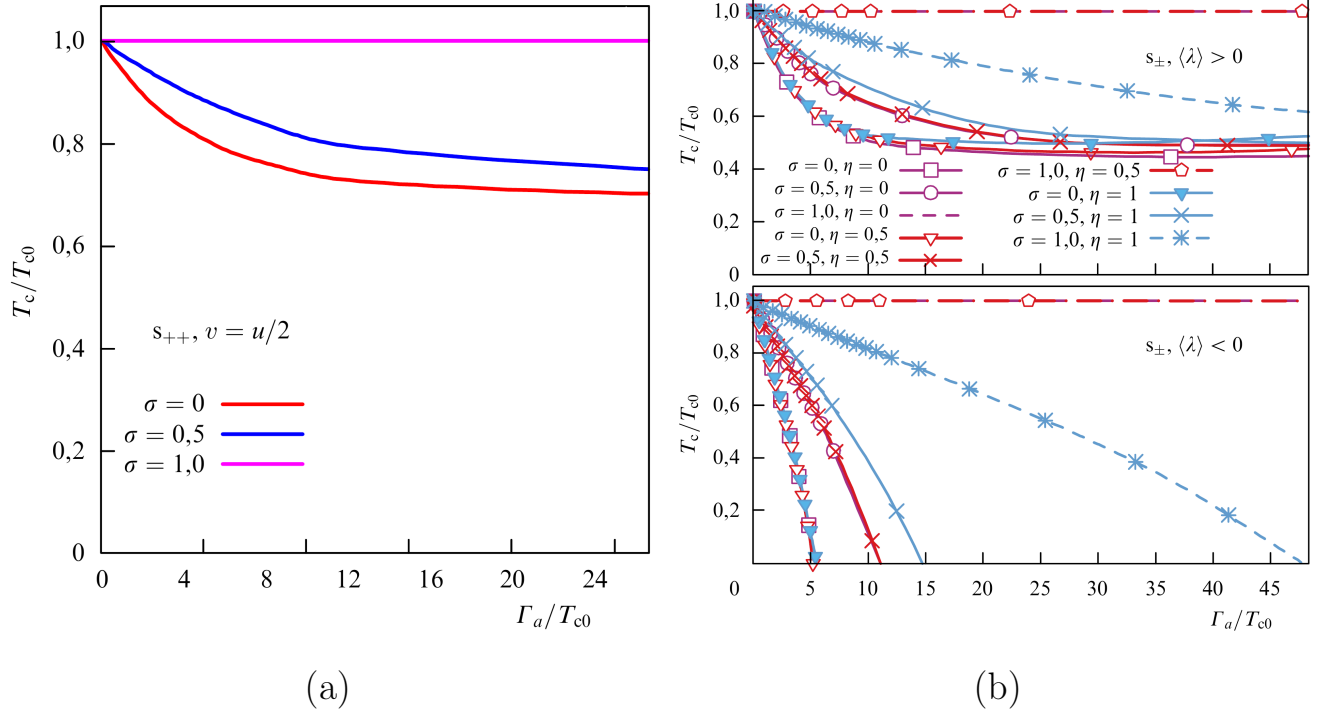 T_c/T_c0
1,0
0,8
0,6
0,4
0,2
0
s₊₊, v = u/2
σ = 0
σ = 0,5
σ = 1,0
0 4 8 12 16 20 24
Γ_a/T_c0
(a)
T_c/T_c0
1,0
0,8
0,6
0,4
0,2
0
s±, ⟨λ⟩ > 0
σ = 0, η = 0
σ = 0,5, η = 0
σ = 1,0, η = 0
σ = 0, η = 0,5
σ = 0,5, η = 0,5
σ = 1,0, η = 0,5
σ = 0, η = 1
σ = 0,5, η = 1
σ = 1,0, η = 1
T_c/T_c0
1,0
0,8
0,6
0,4
0,2
s±, ⟨λ⟩ < 0
0 5 10 15 20 25 30 35 40 45
Γ_a/T_c0
(b)